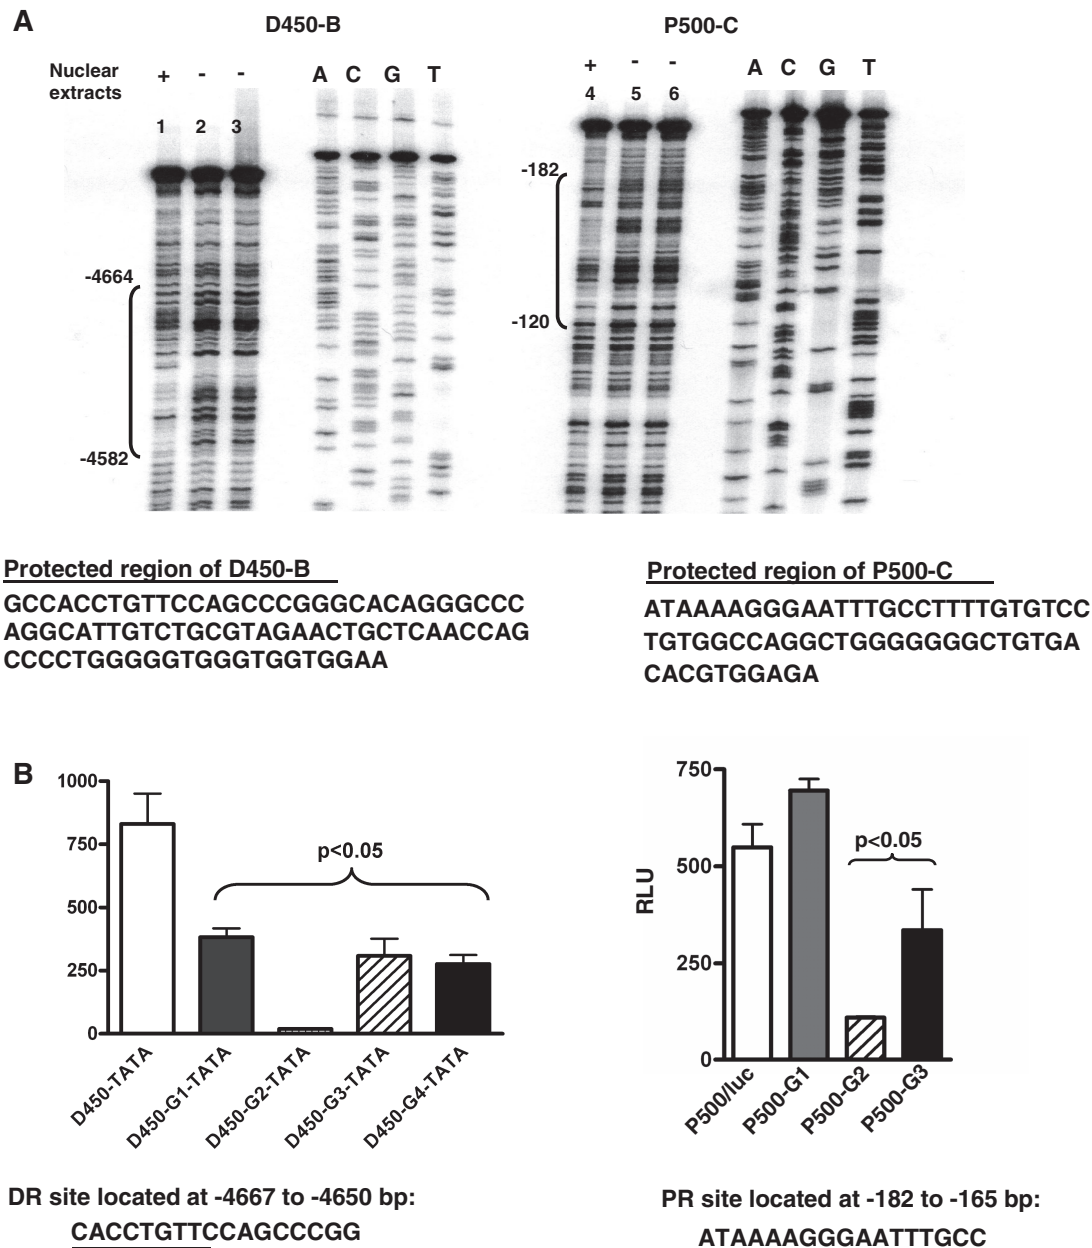 A
D450-B
P500-C
Nuclear extracts
+ - -
1 2 3
A C G T
+ - -
4 5 6
A C G T
-4664
-4582
-182
-120
Protected region of D450-B
GCCACCTGTTCCAGCCCGGGCACAGGGCCC
AGGCATTGTCTGCGTAGAACTGCTCAACCAG
CCCCTGGGGGTGGGTGGTGGAA
Protected region of P500-C
ATAAAAGGGAATTTGCCTTTTGTGTCC
TGTGGCCAGGCTGGGGGGGCTGTGA
CACGTGGAGA
B
1000
750
500
250
0
p<0.05
D450-TATA
D450-G1-TATA
D450-G2-TATA
D450-G3-TATA
D450-G4-TATA
RLU
750
500
250
0
p<0.05
P500/luc
P500-G1
P500-G2
P500-G3
DR site located at -4667 to -4650 bp:
CACCTGTTCCAGCCCGG
PR site located at -182 to -165 bp:
ATAAAAGGGAATTTGCC